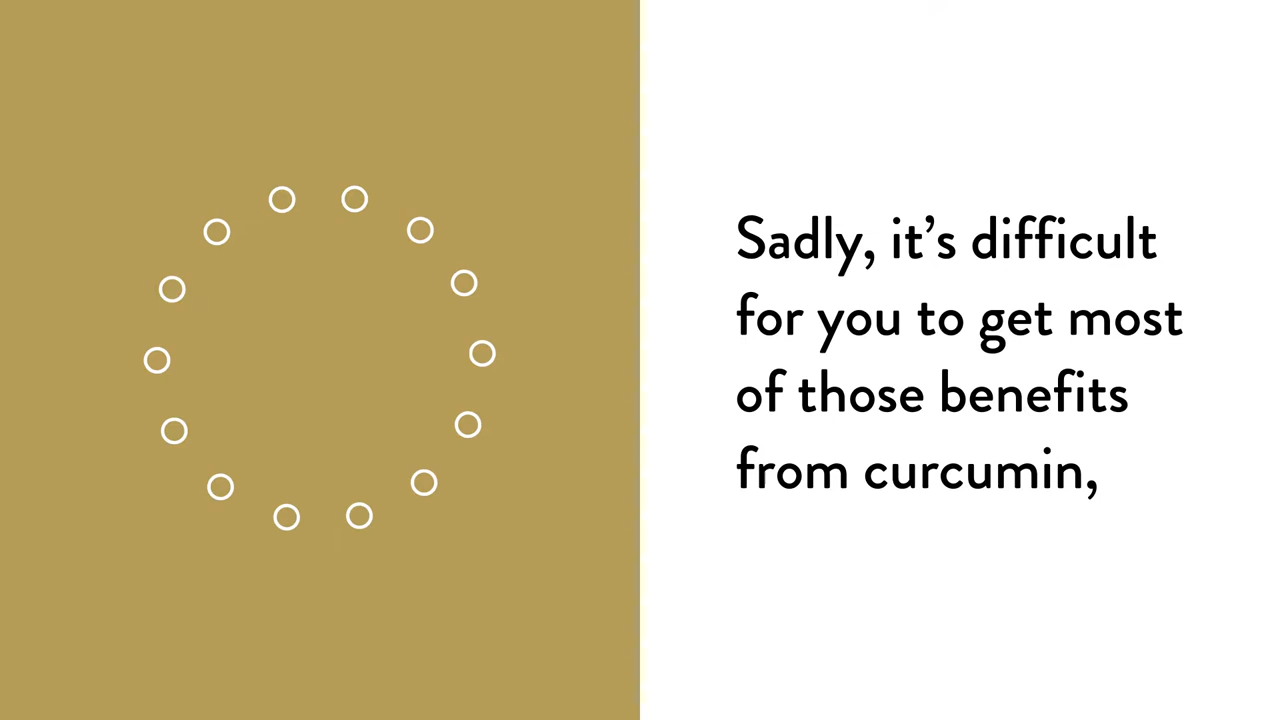 Sadly, it’s difficult
for you to get most
of those benefits
from curcumin,